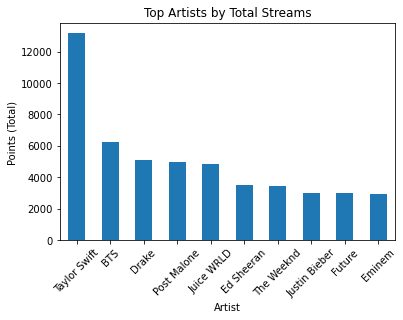 Top Artists by Total Streams
Points (Total)
12000
10000
8000
6000
4000
2000
0
Taylor Swift
BTS
Drake
Post Malone
Juice WRLD
Ed Sheeran
The Weeknd
Justin Bieber
Future
Eminem
Artist